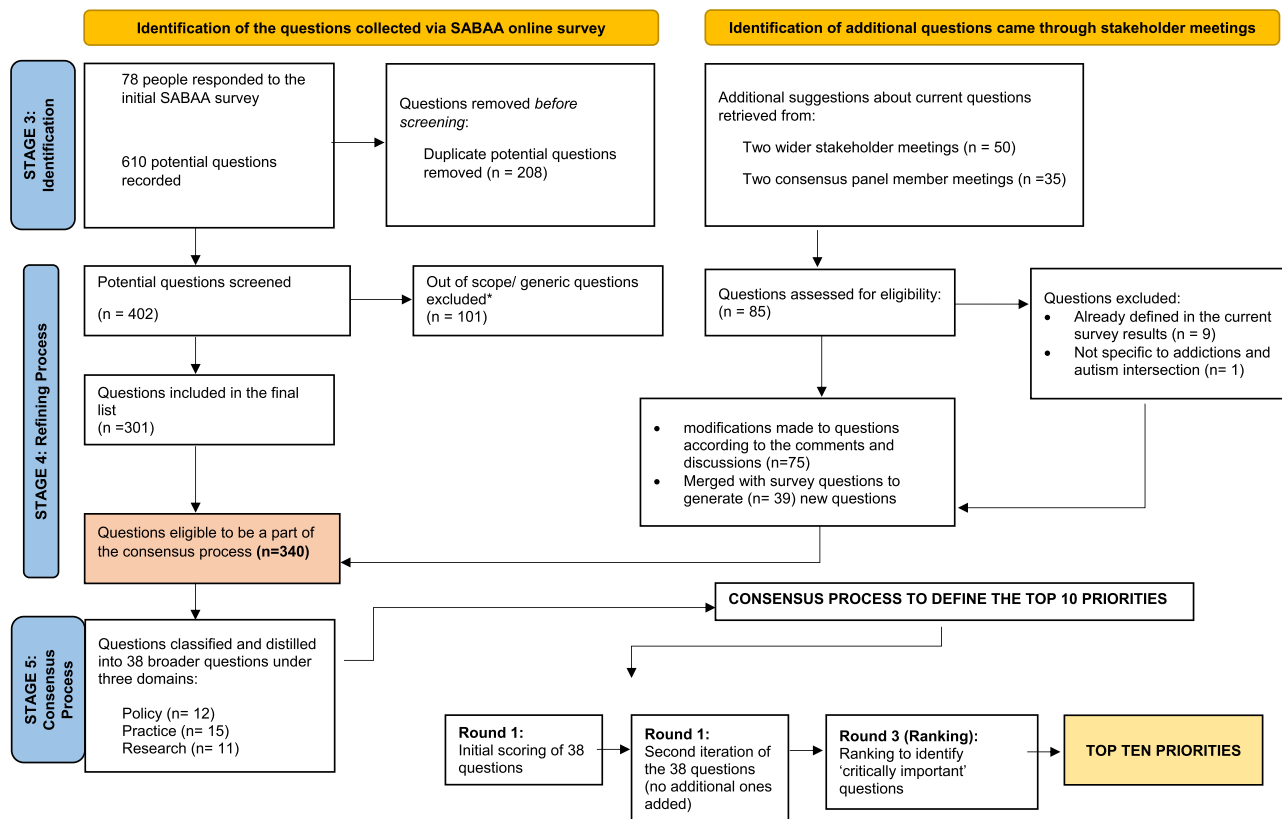 Identification of the questions collected via SABAA online survey
Identification of additional questions came through stakeholder meetings
STAGE 3:
Identification
78 people responded to the
initial SABAA survey
610 potential questions
recorded
Questions removed before
screening:
Duplicate potential questions
removed (n = 208)
Additional suggestions about current questions
retrieved from:
Two wider stakeholder meetings (n = 50)
Two consensus panel member meetings (n =35)
STAGE 4: Refining Process
Potential questions screened
(n = 402)
Out of scope/ generic questions
excluded*
(n = 101)
Questions assessed for eligibility:
(n = 85)
Questions excluded:
• Already defined in the current
survey results (n = 9)
• Not specific to addictions and
autism intersection (n= 1)
Questions included in the final
list
(n =301)
• modifications made to questions
according to the comments and
discussions (n=75)
• Merged with survey questions to
generate (n= 39) new questions
Questions eligible to be a part of
the consensus process (n=340)
STAGE 5:
Consensus
Process
Questions classified and distilled
into 38 broader questions under
three domains:
Policy (n= 12)
Practice (n= 15)
Research (n= 11)
CONSENSUS PROCESS TO DEFINE THE TOP 10 PRIORITIES
Round 1:
Initial scoring of 38
questions
Round 1:
Second iteration of
the 38 questions
(no additional ones
added)
Round 3 (Ranking):
Ranking to identify
‘critically important’
questions
TOP TEN PRIORITIES